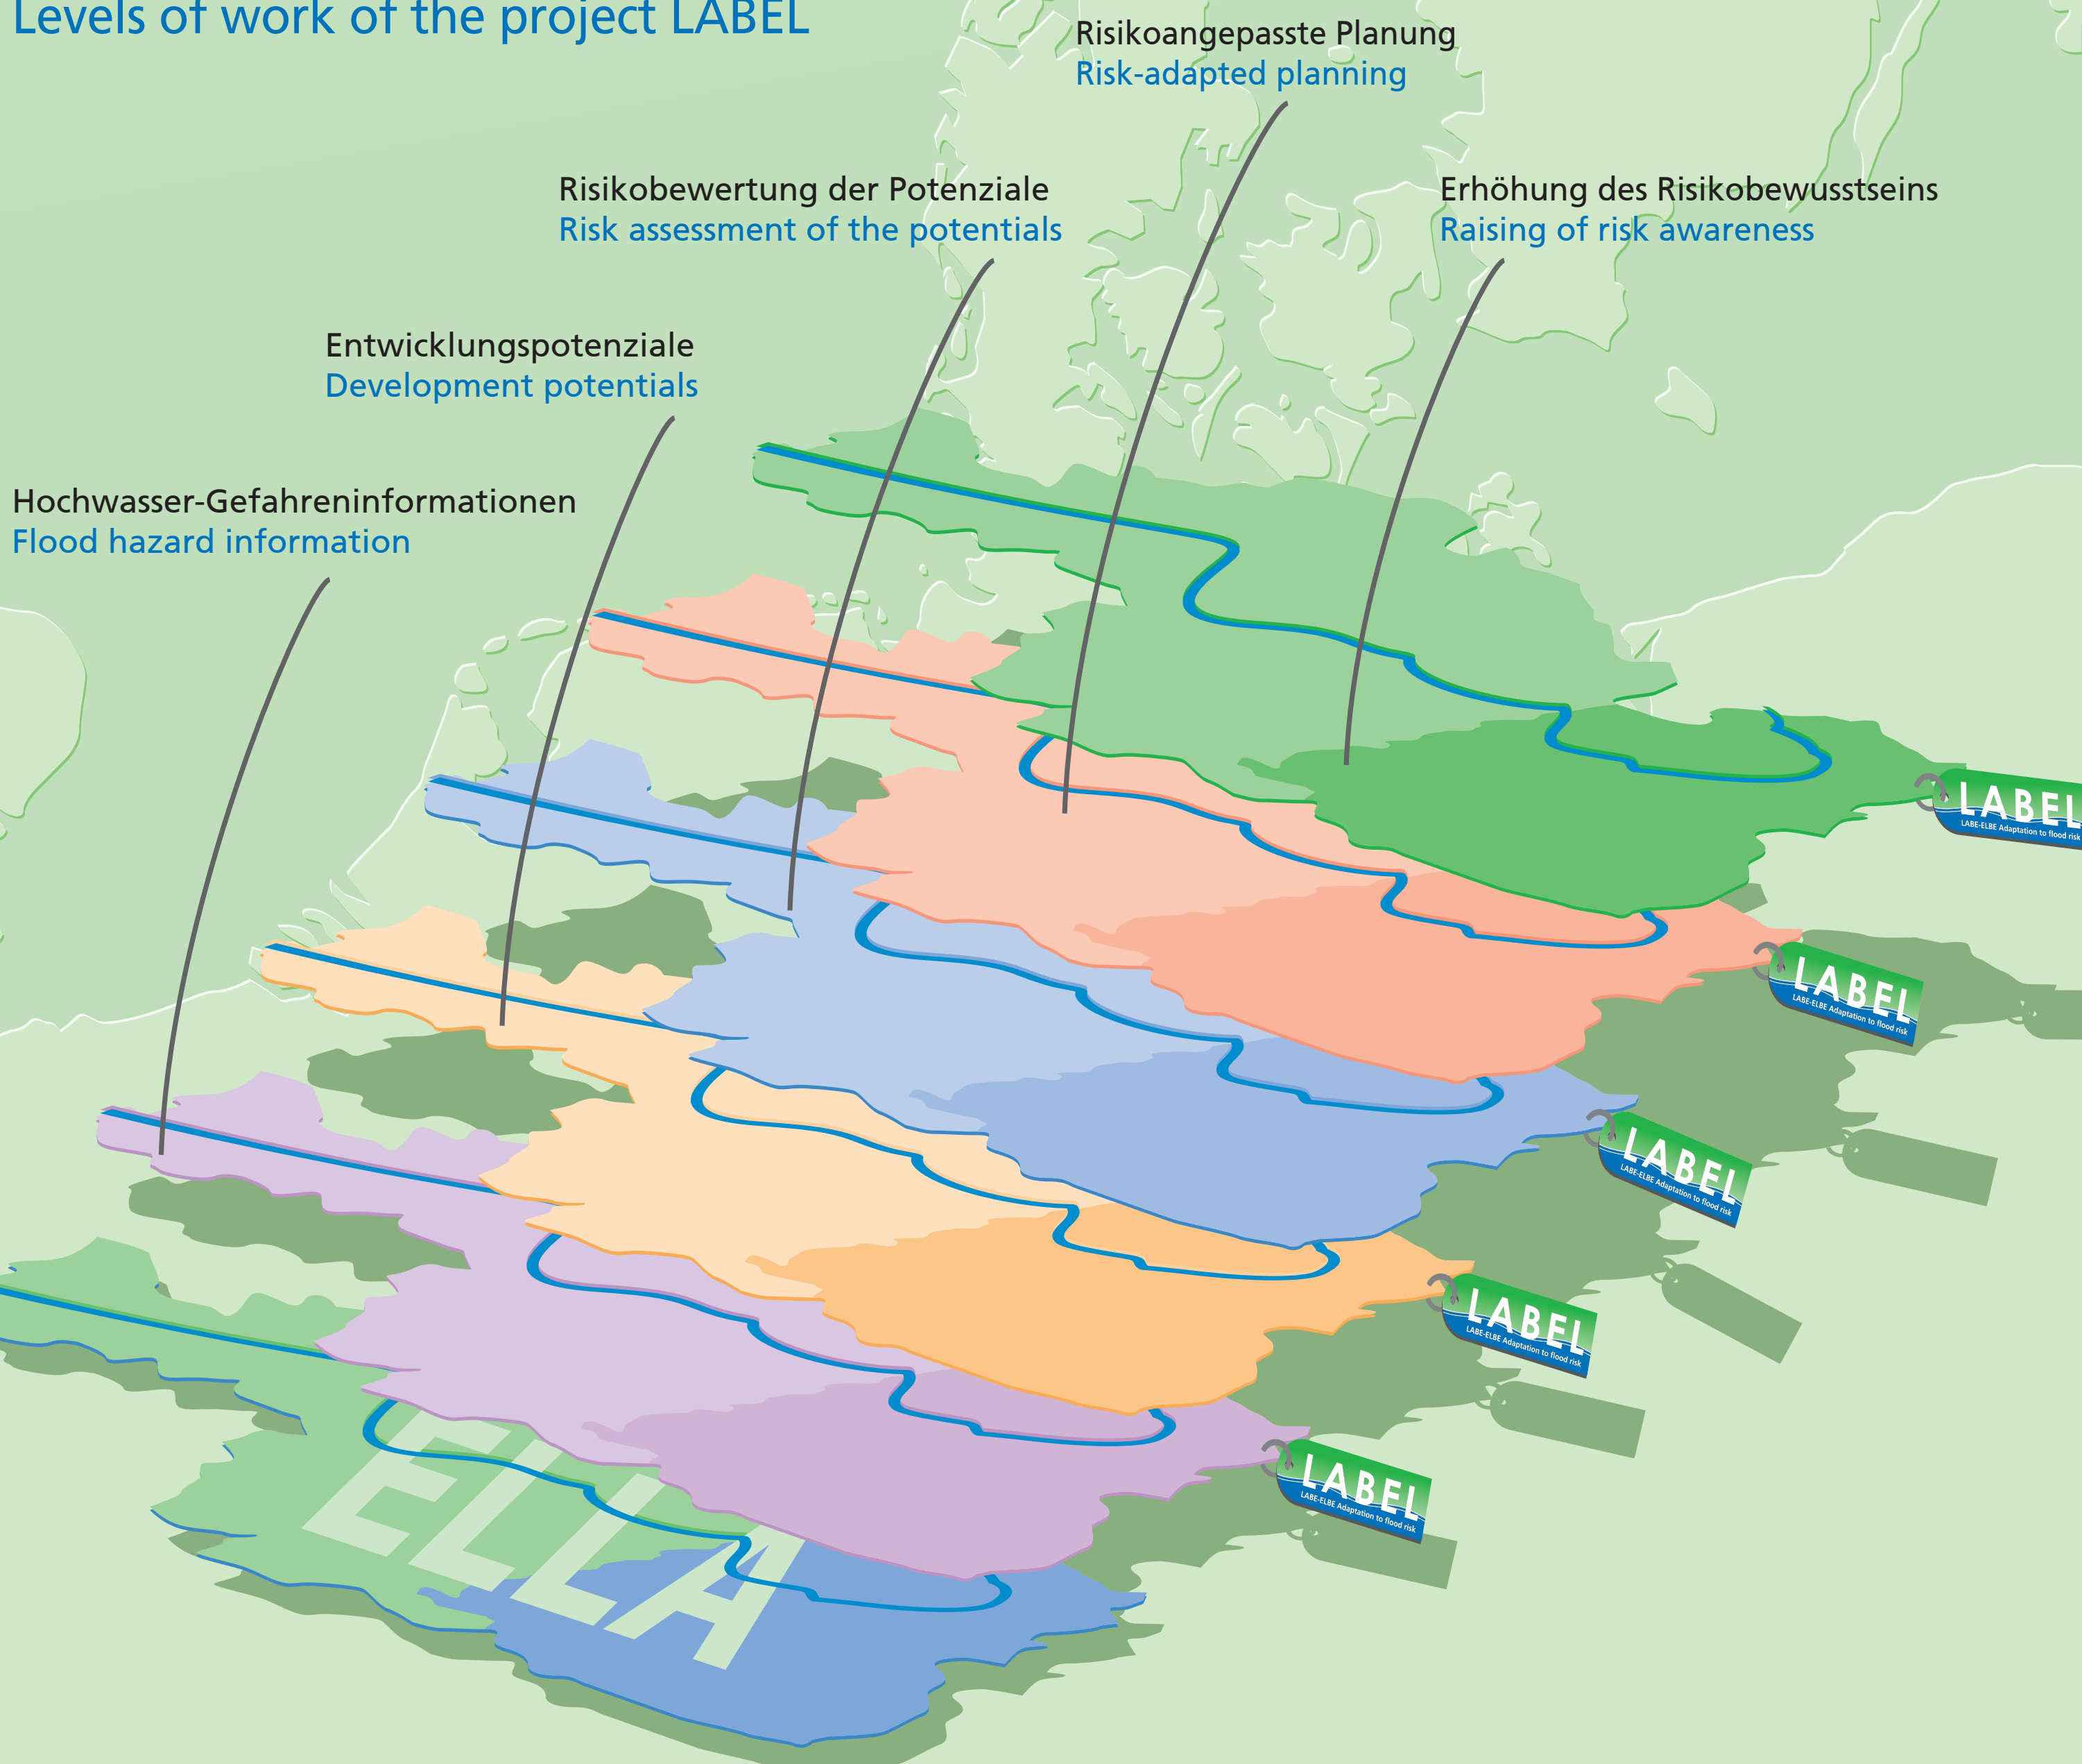 Levels of work of the project LABEL
Risikoangepasste Planung
Risk-adapted planning
Risikobewertung der Potenziale
Risk assessment of the potentials
Erhöhung des Risikobewusstseins
Raising of risk awareness
Entwicklungspotenziale
Development potentials
Hochwasser-Gefahreninformationen
Flood hazard information
LABEL
LABE-ELBE Adaptation to flood risk
LABEL
LABE-ELBE Adaptation to flood risk
LABEL
LABE-ELBE Adaptation to flood risk
LABEL
LABE-ELBE Adaptation to flood risk
LABEL
LABE-ELBE Adaptation to flood risk
ELLA